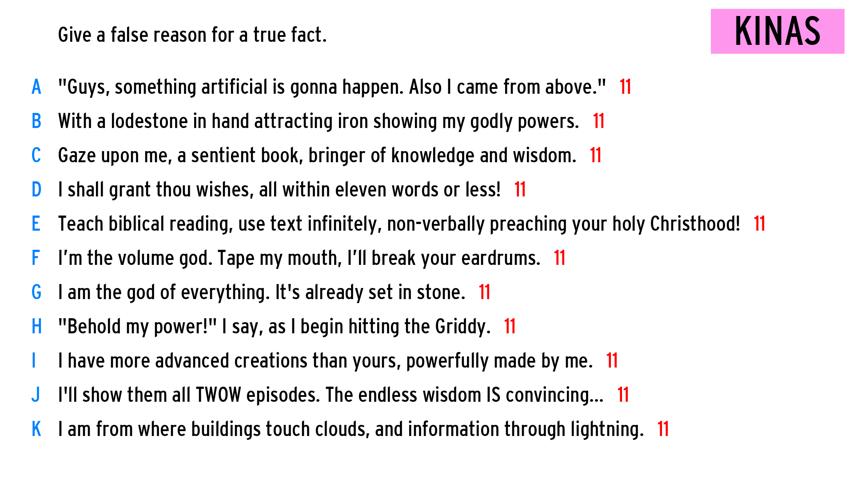 Give a false reason for a true fact.
KINAS
A "Guys, something artificial is gonna happen. Also I came from above." 11
B With a lodestone in hand attracting iron showing my godly powers. 11
C Gaze upon me, a sentient book, bringer of knowledge and wisdom. 11
D I shall grant thou wishes, all within eleven words or less! 11
E Teach biblical reading, use text infinitely, non-verbally preaching your holy Christhood! 11
F I'm the volume god. Tape my mouth, I'll break your eardrums. 11
G I am the god of everything. It's already set in stone. 11
H "Behold my power!" I say, as I begin hitting the Griddy. 11
I I have more advanced creations than yours, powerfully made by me. 11
J I'll show them all TWOW episodes. The endless wisdom IS convincing... 11
K I am from where buildings touch clouds, and information through lightning. 11